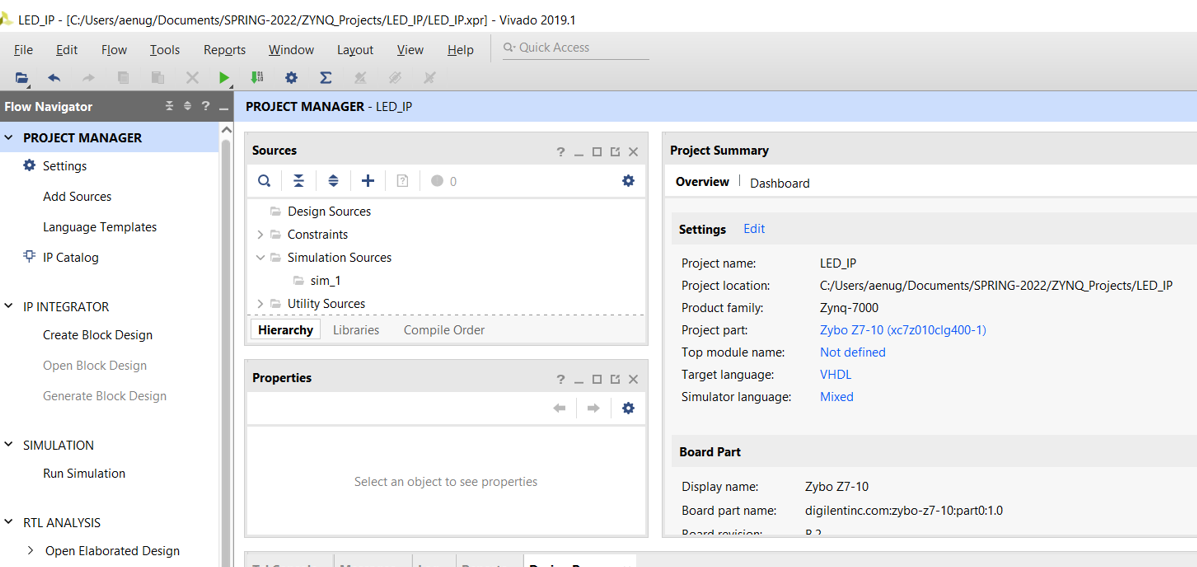 LED_IP - [C:/Users/aenug/Documents/SPRING-2022/ZYNQ_Projects/LED_IP/LED_IP.xpr] - Vivado 2019.1
File Edit Flow Tools Reports Window Layout View Help Quick Access
Flow Navigator
PROJECT MANAGER
Settings
Add Sources
Language Templates
IP Catalog
IP INTEGRATOR
Create Block Design
Open Block Design
Generate Block Design
SIMULATION
Run Simulation
RTL ANALYSIS
Open Elaborated Design
PROJECT MANAGER - LED_IP
Sources
0
Design Sources
Constraints
Simulation Sources
sim_1
Utility Sources
Hierarchy Libraries Compile Order
Properties
Select an object to see properties
Project Summary
Overview Dashboard
Settings Edit
Project name: LED_IP
Project location: C:/Users/aenug/Documents/SPRING-2022/ZYNQ_Projects/LED_IP
Product family: Zynq-7000
Project part: Zybo Z7-10 (xc7z010clg400-1)
Top module name: Not defined
Target language: VHDL
Simulator language: Mixed
Board Part
Display name: Zybo Z7-10
Board part name: digilentinc.com:zybo-z7-10:part0:1.0
Board revision: B.2